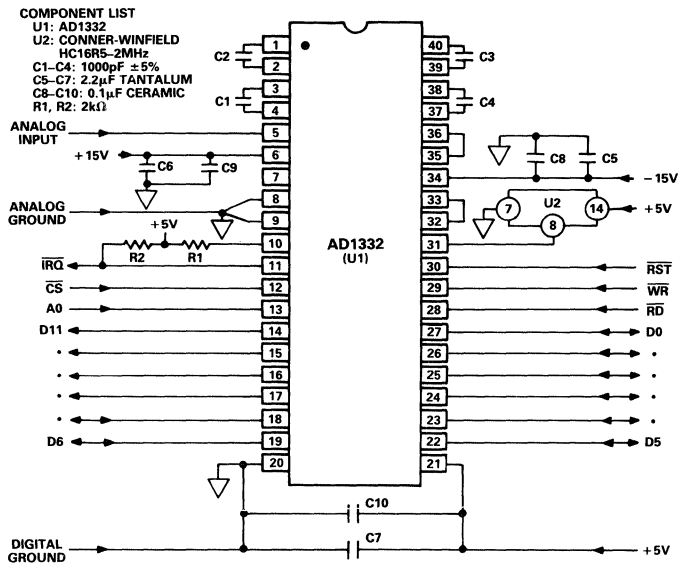 COMPONENT LIST
U1: AD1332
U2: CONNER-WINFIELD
HC16R5–2MHz
C1–C4: 1000pF ±5%
C5–C7: 2.2µF TANTALUM
C8–C10: 0.1µF CERAMIC
R1, R2: 2kΩ
C2 1 40 C3
2 39
C1 3 38 C4
4 37
ANALOG
INPUT
5 36
+15V 6 35
C6 C9 C8 C5
7 34 –15V
ANALOG
GROUND
8 33 7 U2 14 +5V
9 32 8
+5V
R2 R1 10 31
AD1332
(U1)
IRQ 11 30 RST
CS 12 29 WR
A0 13 28 RD
D11 14 27 D0
15 26
16 25
17 24
18 23
D6 19 22 D5
20 21
C10
C7
DIGITAL
GROUND
+5V